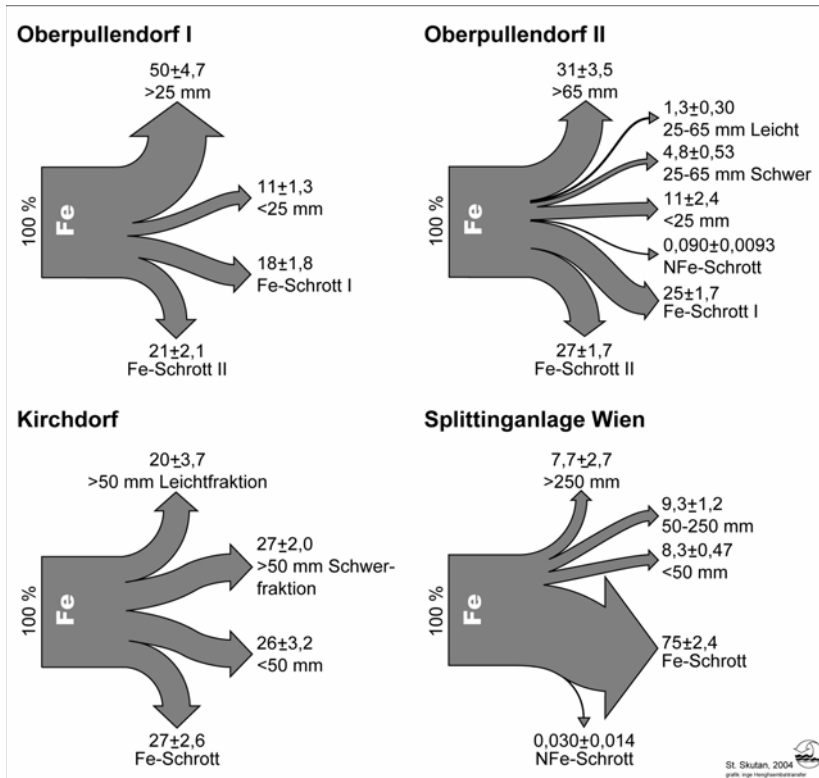 Oberpullendorf I
50±4,7
>25 mm
100 %
Fe
11±1,3
<25 mm
18±1,8
Fe-Schrott I
21±2,1
Fe-Schrott II
Oberpullendorf II
31±3,5
>65 mm
1,3±0,30
25-65 mm Leicht
4,8±0,53
25-65 mm Schwer
100 %
Fe
11±2,4
<25 mm
0,090±0,0093
NFe-Schrott
25±1,7
Fe-Schrott I
27±1,7
Fe-Schrott II
Kirchdorf
20±3,7
>50 mm Leichtfraktion
100 %
Fe
27±2,0
>50 mm Schwer-
fraktion
26±3,2
<50 mm
27±2,6
Fe-Schrott
Splittinganlage Wien
7,7±2,7
>250 mm
9,3±1,2
50-250 mm
8,3±0,47
<50 mm
100 %
Fe
75±2,4
Fe-Schrott
0,030±0,014
NFe-Schrott
St. Skutan, 2004